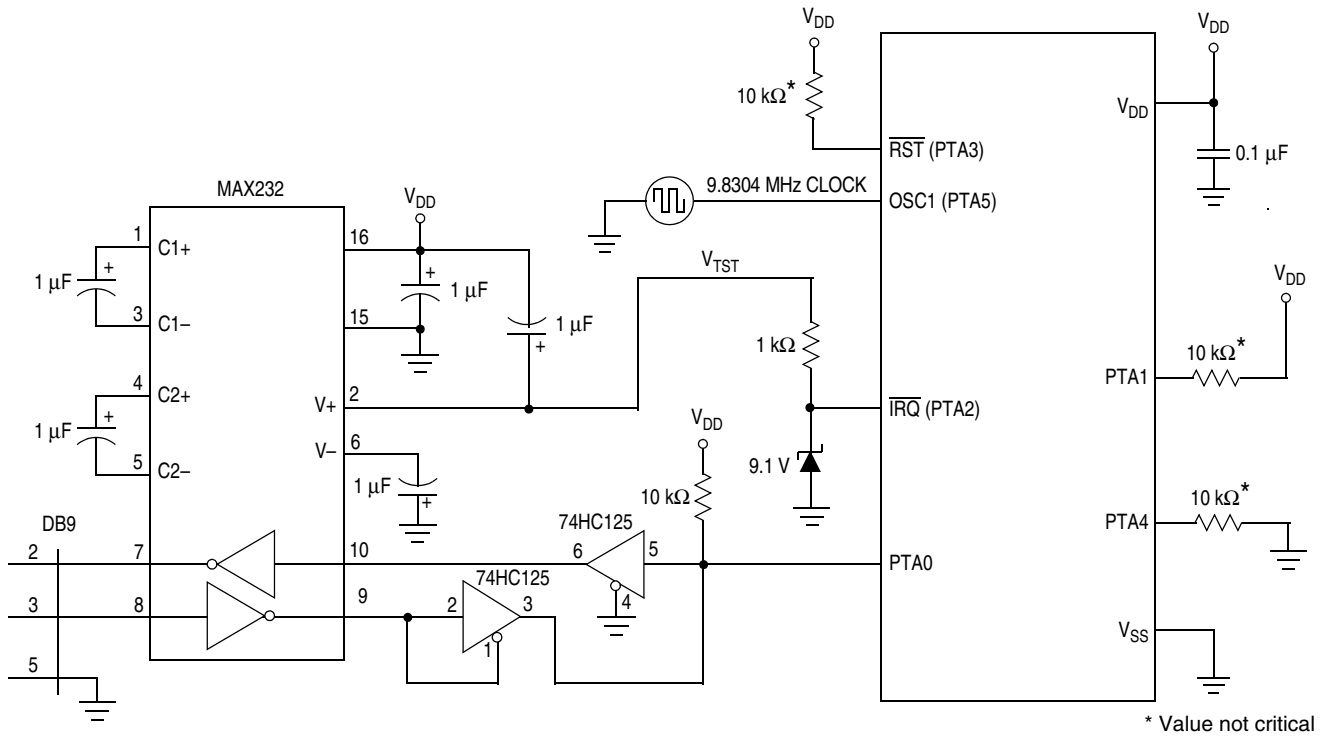 VDD
VDD
10 kΩ*
VDD
RST (PTA3)
0.1 µF
MAX232
9.8304 MHz CLOCK
OSC1 (PTA5)
VDD
1
C1+
16
1 µF
+
+
1 µF
VTST
VDD
3
C1–
15
1 µF
+
1 kΩ
10 kΩ*
PTA1
4
C2+
V+
2
IRQ (PTA2)
1 µF
+
VDD
5
C2–
V–
6
9.1 V
1 µF
+
10 kΩ
10 kΩ*
DB9
74HC125
PTA4
2
7
10
6
5
PTA0
74HC125
4
3
8
9
2
3
1
VSS
5
* Value not critical